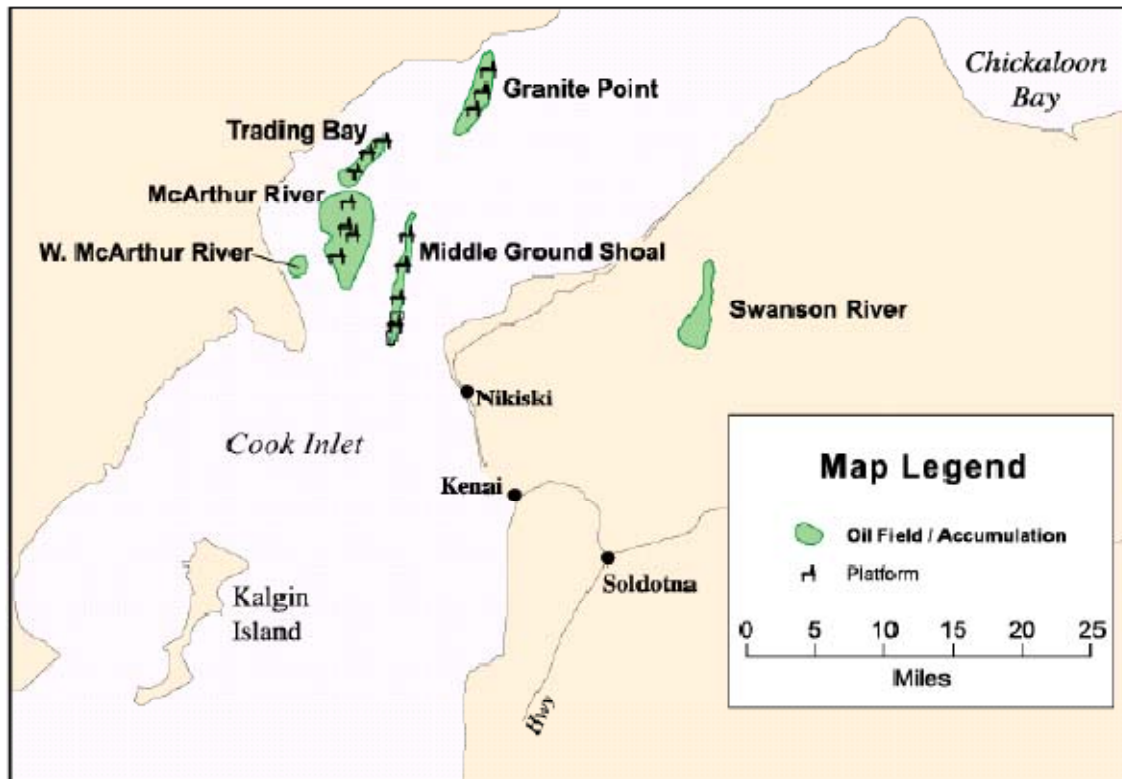 Chickaloon
Bay
Granite Point
Trading Bay
McArthur River
W. McArthur River
Middle Ground Shoal
Swanson River
Nikiski
Cook Inlet
Kenai
Soldotna
Kalgin
Island
Hwy
Map Legend
Oil Field / Accumulation
Platform
0 5 10 15 20 25
Miles